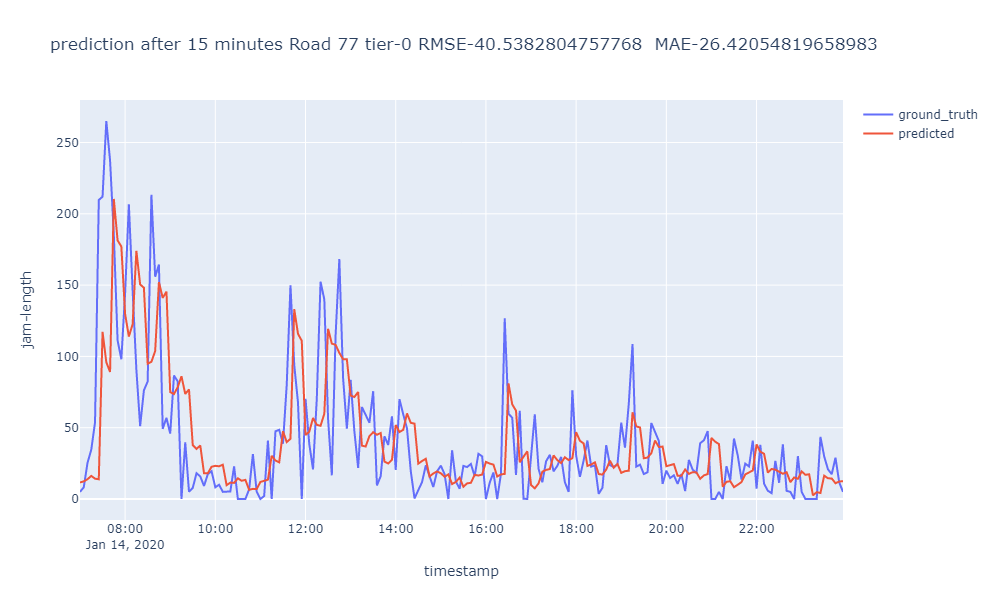 prediction after 15 minutes Road 77 tier-0 RMSE-40.5382804757768  MAE-26.42054819658983
ground_truth
predicted
250
200
150
100
50
0
jam-length
08:00 10:00 12:00 14:00 16:00 18:00 20:00 22:00
Jan 14, 2020
timestamp